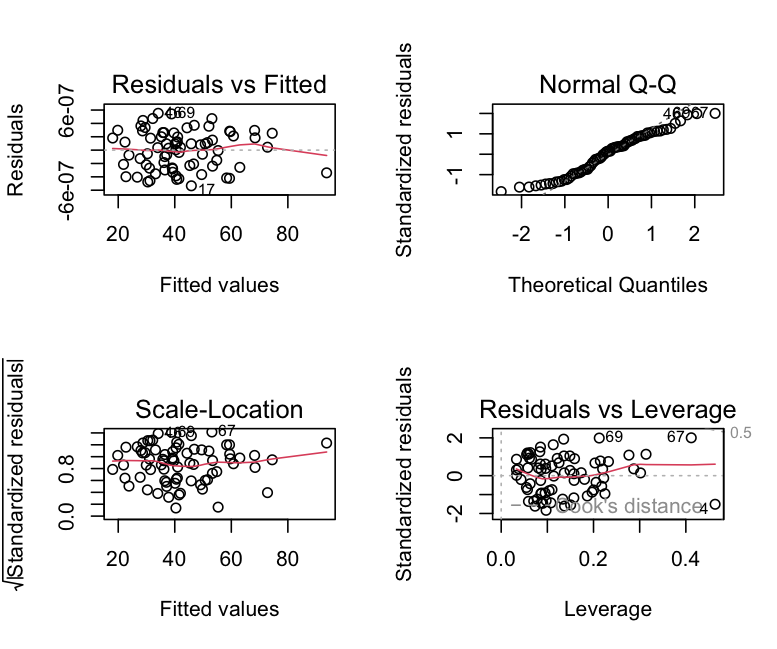 Residuals vs Fitted
Residuals
6e-07
-6e-07
69
17
20 40 60 80
Fitted values
Normal Q-Q
Standardized residuals
1
-1
67
-2 -1 0 1 2
Theoretical Quantiles
Scale-Location
√|Standardized residuals|
0.8
0.0
69
67
20 40 60 80
Fitted values
Residuals vs Leverage
Standardized residuals
2
0
-2
69
67
0.5
4
Cook's distance
0.0 0.2 0.4
Leverage